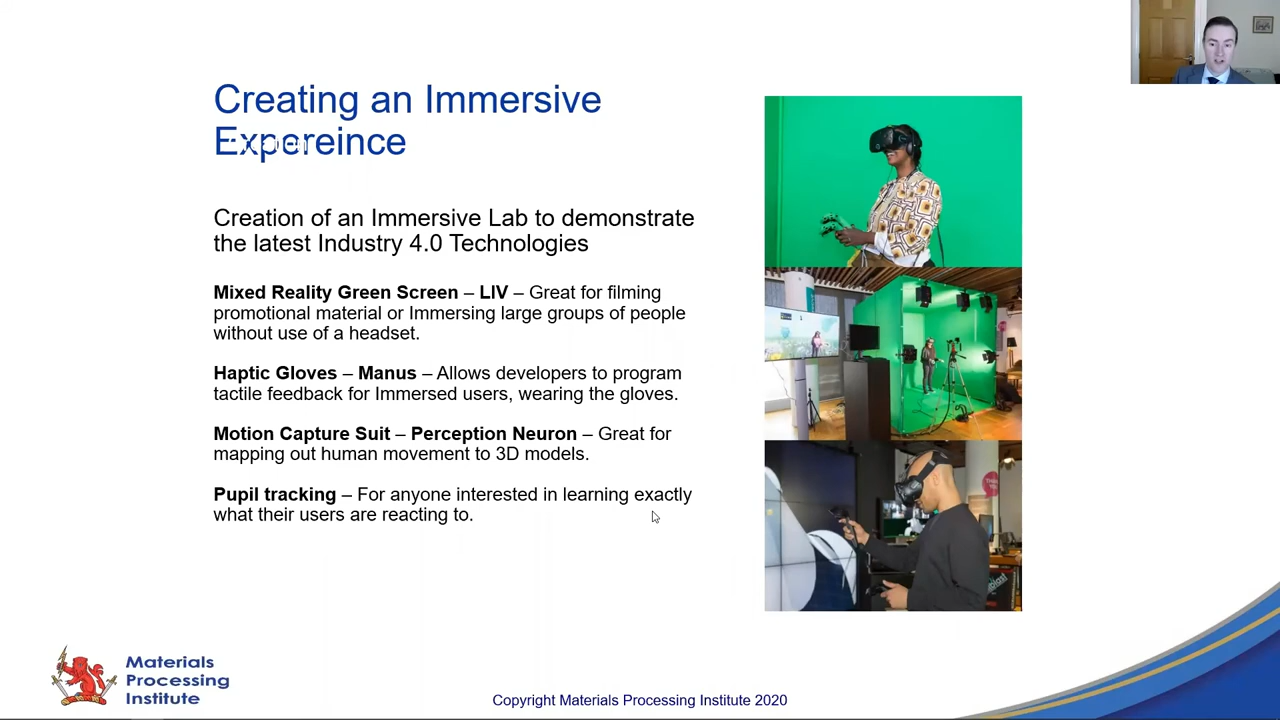 Creating an Immersive
Expereince
Creation of an Immersive Lab to demonstrate
the latest Industry 4.0 Technologies
Mixed Reality Green Screen – LIV – Great for filming
promotional material or Immersing large groups of people
without use of a headset.
Haptic Gloves – Manus – Allows developers to program
tactile feedback for Immersed users, wearing the gloves.
Motion Capture Suit – Perception Neuron – Great for
mapping out human movement to 3D models.
Pupil tracking – For anyone interested in learning exactly
what their users are reacting to.
Materials
Processing
Institute
Copyright Materials Processing Institute 2020